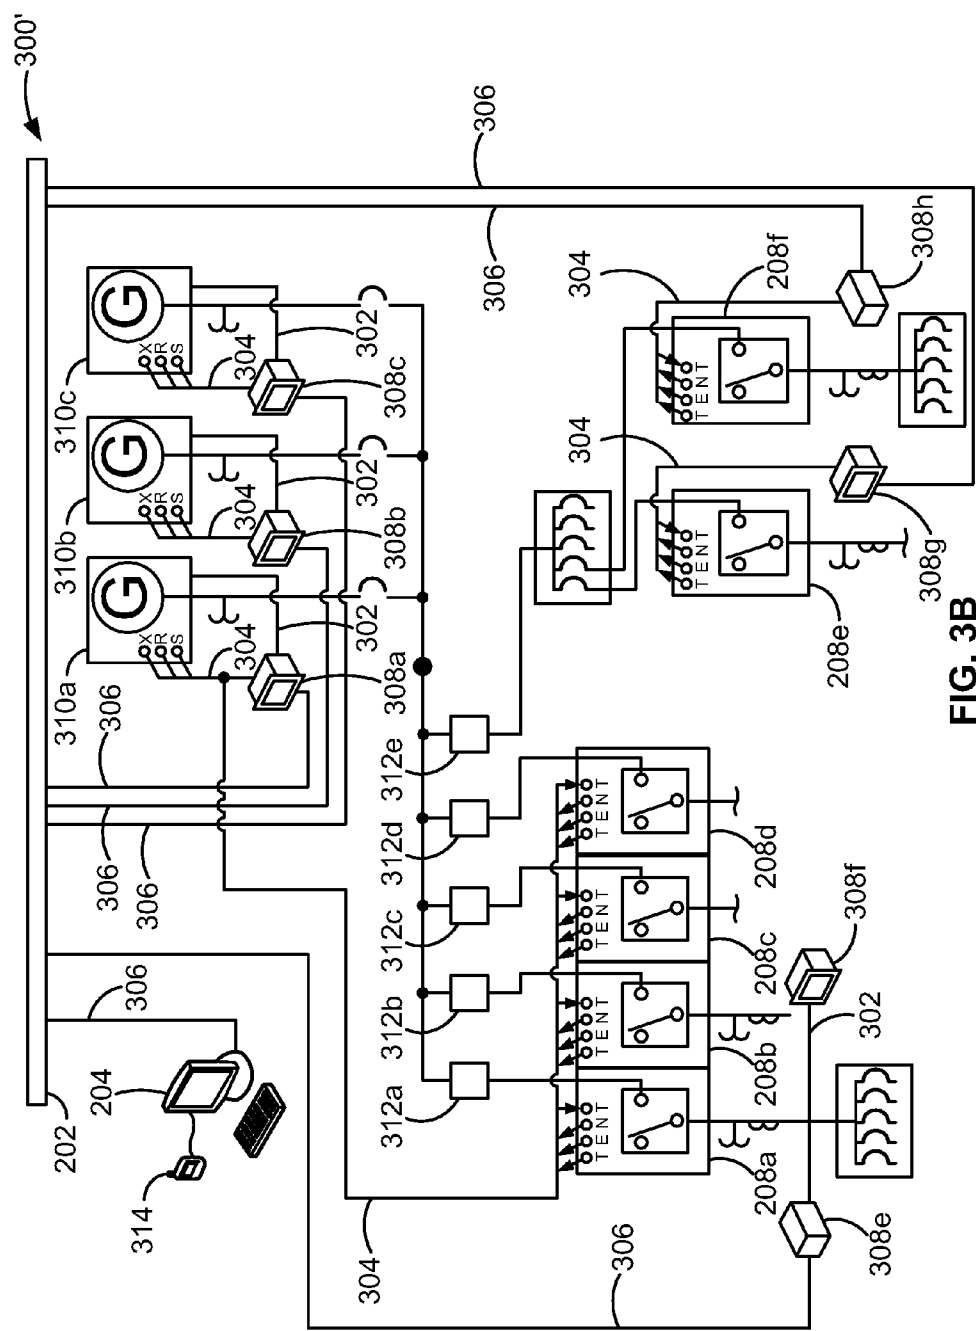 300'
202
204
314
306
306
306
306
310a
310b
310c
G
G
G
X R S
X R S
X R S
304
304
304
302
302
302
308a
308b
308c
306
306
304
304
208f
308h
312a
312b
312c
312d
312e
T E N T
T E N T
T E N T
T E N T
T E N T
T E N T
208a
208b
208c
208d
208e
308g
304
306
308e
302
308f
FIG. 3B